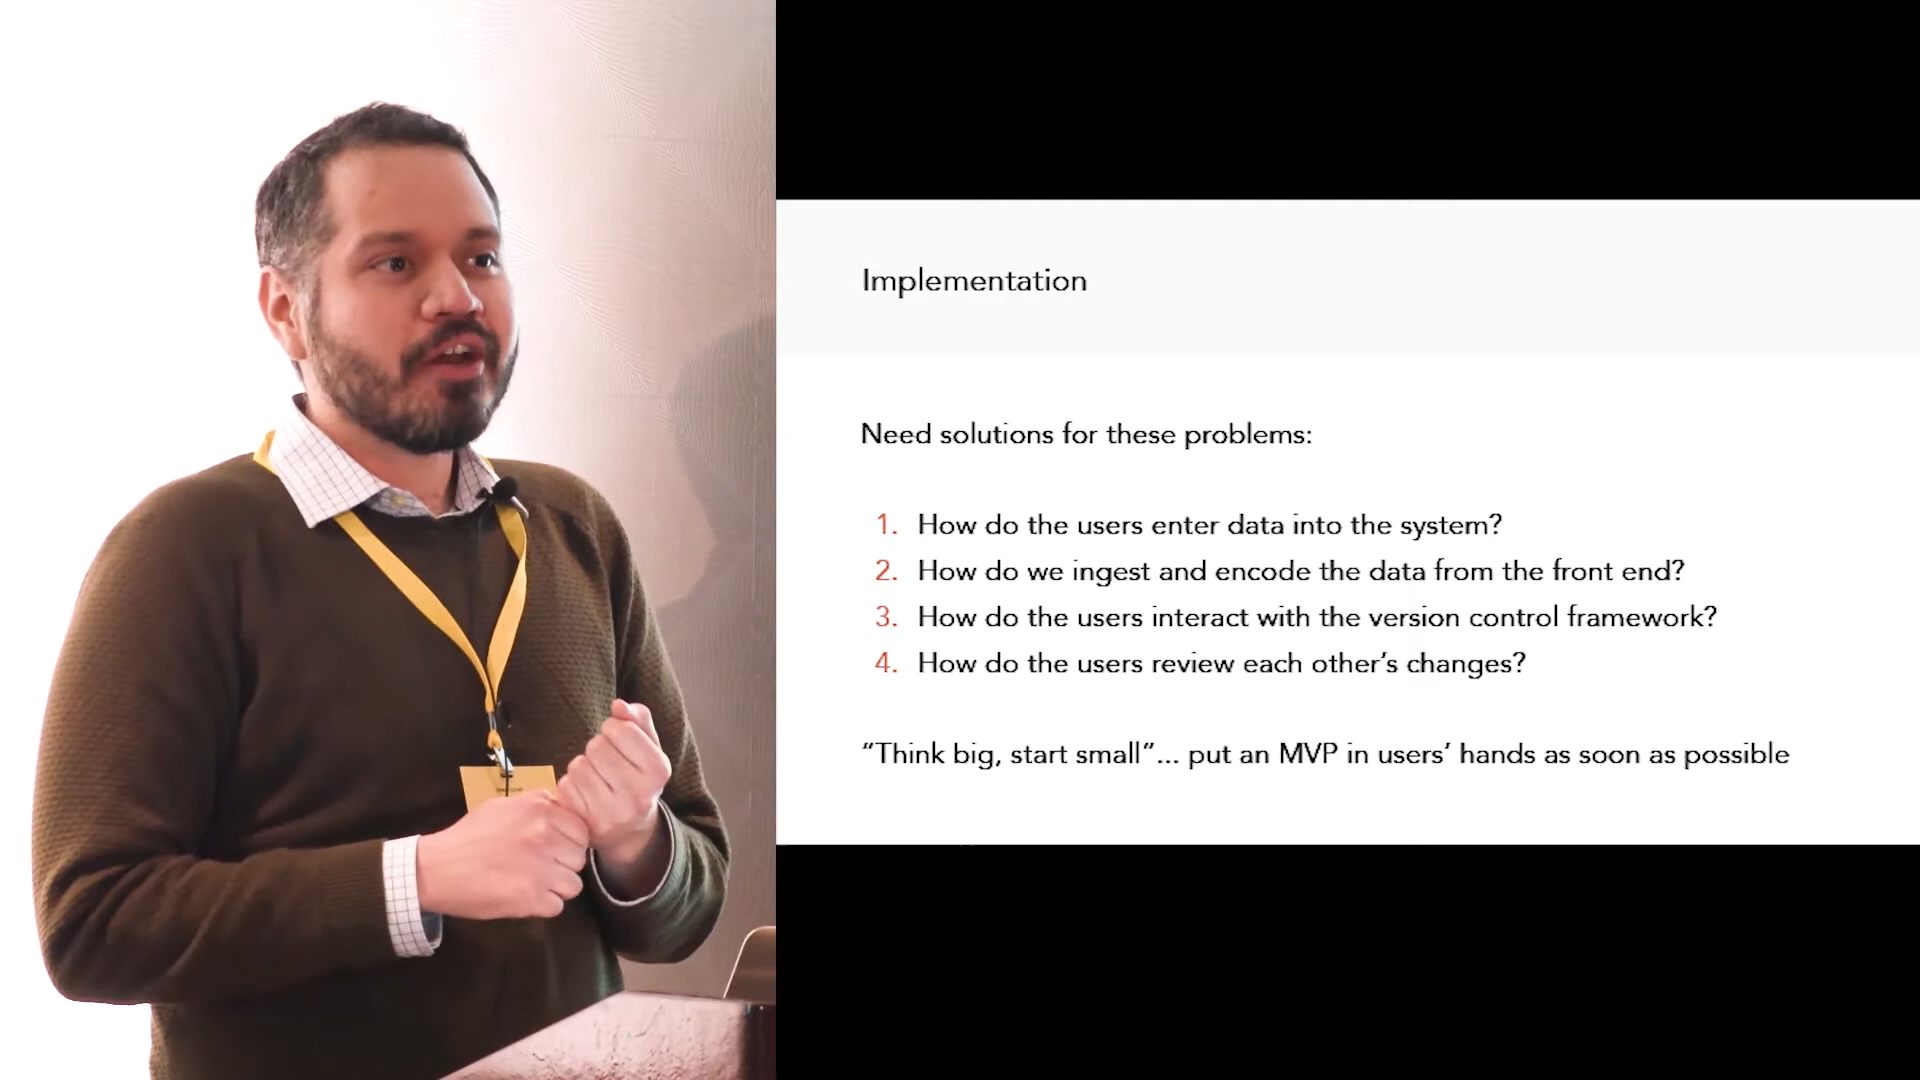 Implementation
Need solutions for these problems:
1. How do the users enter data into the system?
2. How do we ingest and encode the data from the front end?
3. How do the users interact with the version control framework?
4. How do the users review each other’s changes?
“Think big, start small”... put an MVP in users’ hands as soon as possible